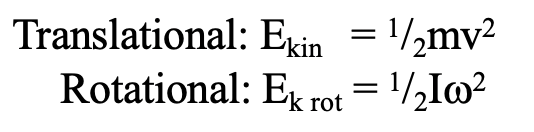 Translational: Eₖᵢₙ = ¹/₂mv²
Rotational: Eₖ ᵣₒₜ = ¹/₂Iω²